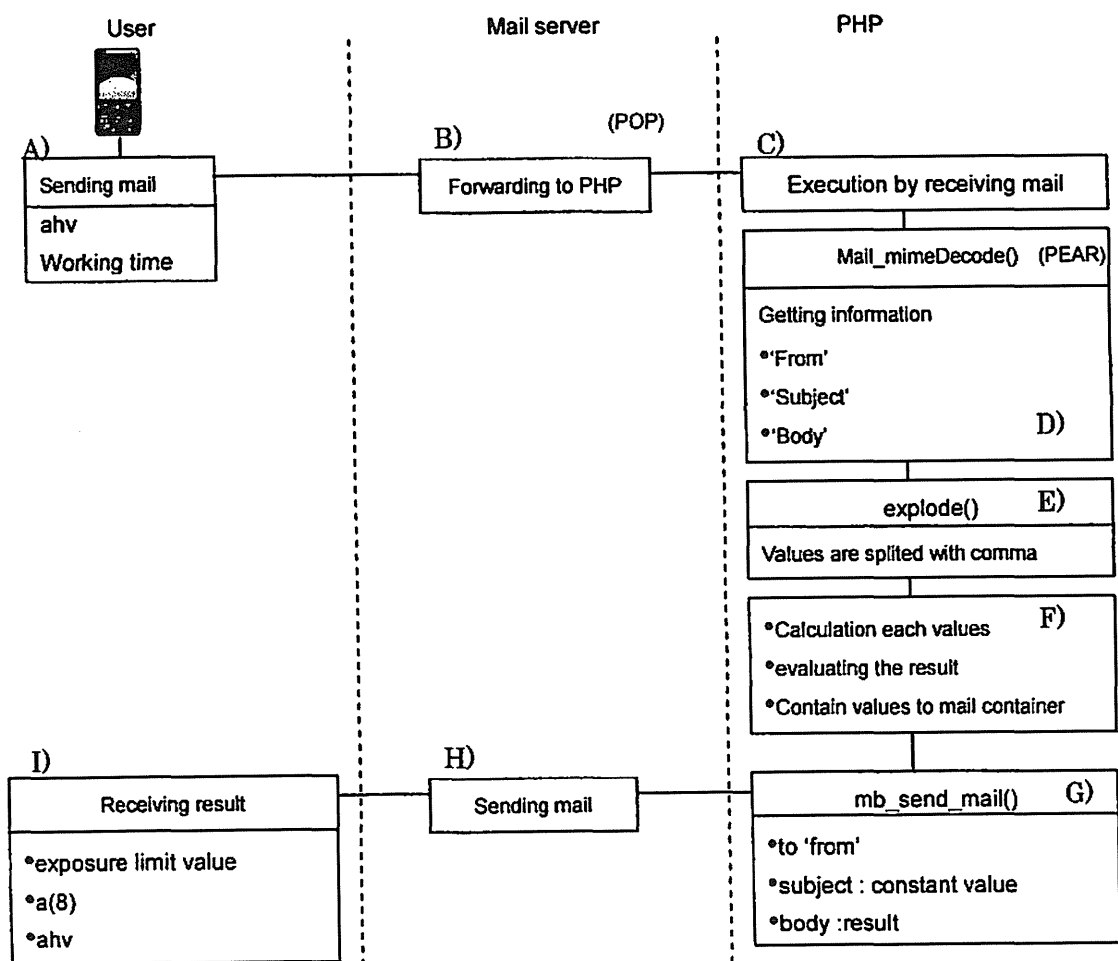 User
Mail server
PHP
A)
Sending mail
ahv
Working time
B)
(POP)
Forwarding to PHP
C)
Execution by receiving mail
Mail_mimeDecode() (PEAR)
Getting information
•'From'
•'Subject'
•'Body'
D)
explode()
E)
Values are splited with comma
•Calculation each values
F)
•evaluating the result
•Contain values to mail container
mb_send_mail()
G)
•to 'from'
•subject : constant value
•body :result
H)
Sending mail
I)
Receiving result
•exposure limit value
•a(8)
•ahv